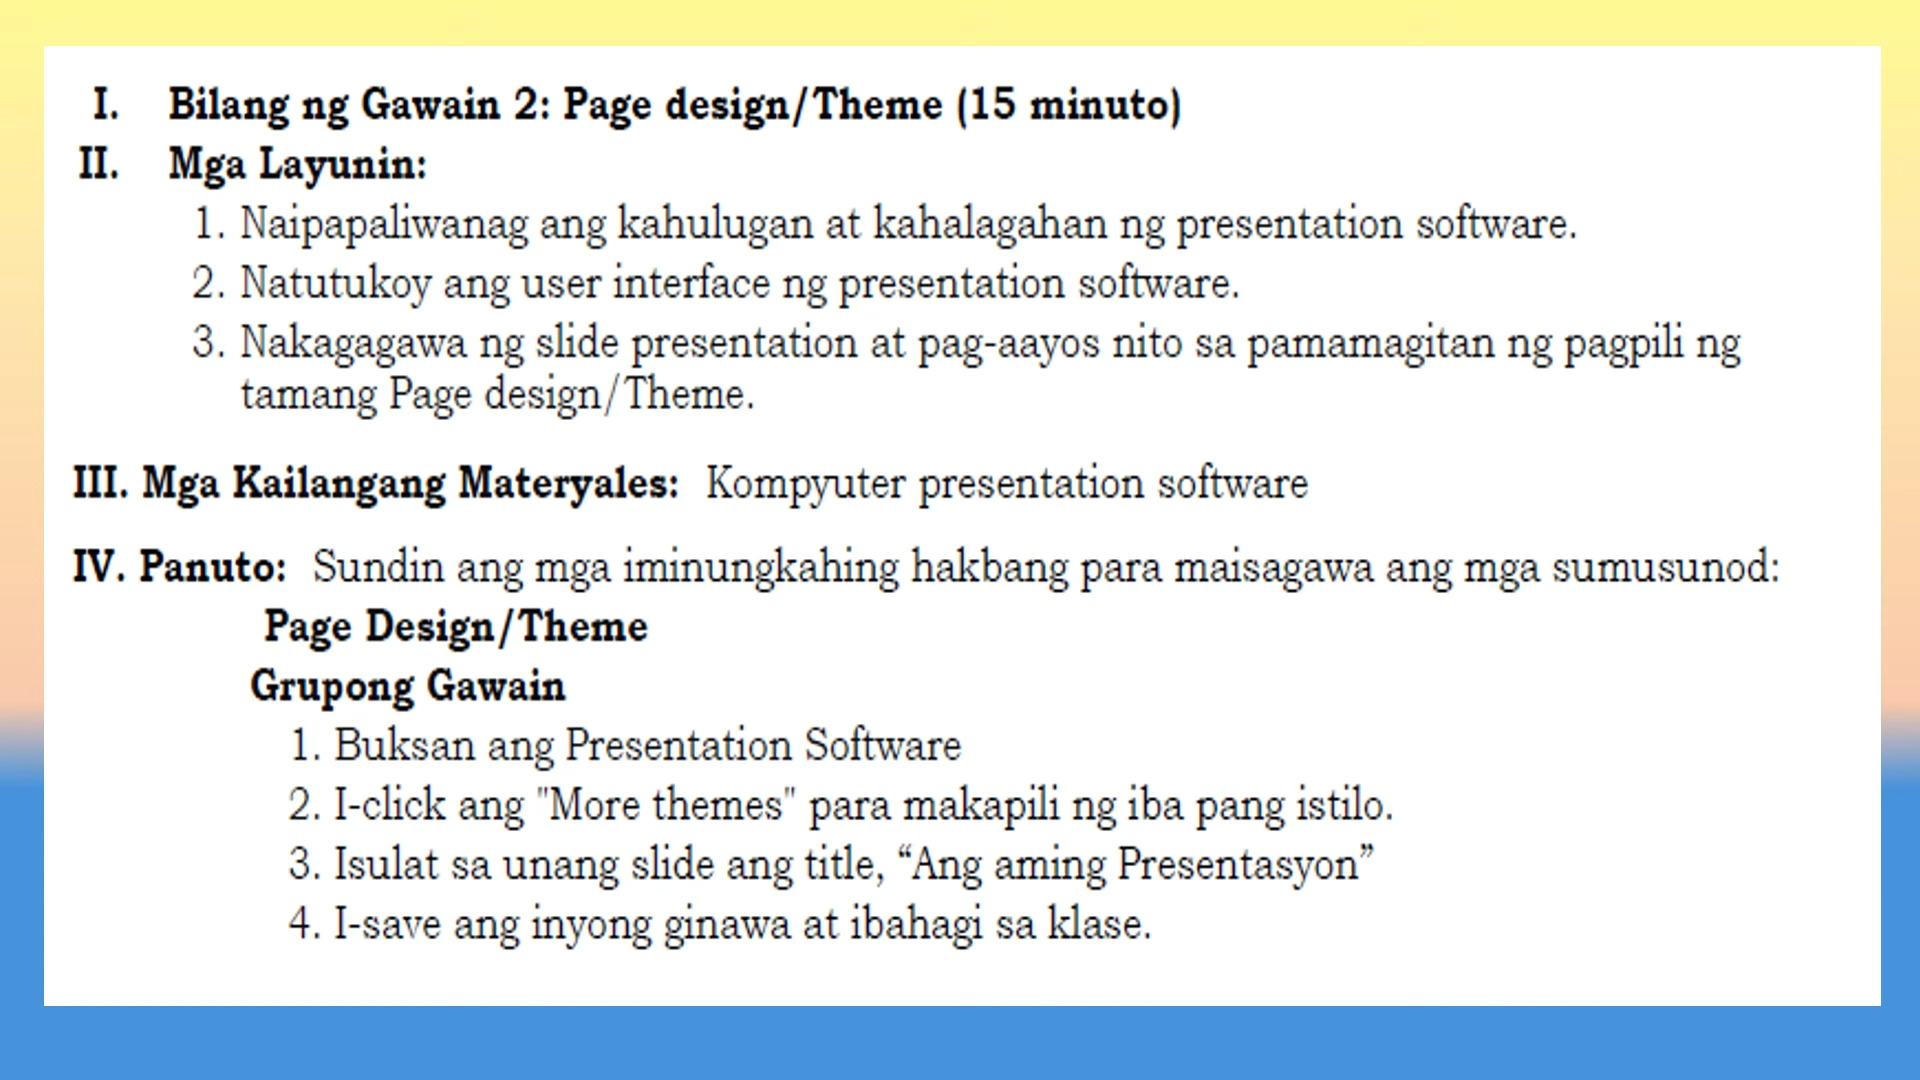 I. Bilang ng Gawain 2: Page design/Theme (15 minuto)
II. Mga Layunin:
1. Naipapaliwanag ang kahulugan at kahalagahan ng presentation software.
2. Natutukoy ang user interface ng presentation software.
3. Nakagagawa ng slide presentation at pag-aayos nito sa pamamagitan ng pagpili ng
tamang Page design/Theme.
III. Mga Kailangang Materyales: Kompyuter presentation software
IV. Panuto: Sundin ang mga iminungkahing hakbang para maisagawa ang mga sumusunod:
Page Design/Theme
Grupong Gawain
1. Buksan ang Presentation Software
2. I-click ang "More themes" para makapili ng iba pang istilo.
3. Isulat sa unang slide ang title, “Ang aming Presentasyon”
4. I-save ang inyong ginawa at ibahagi sa klase.